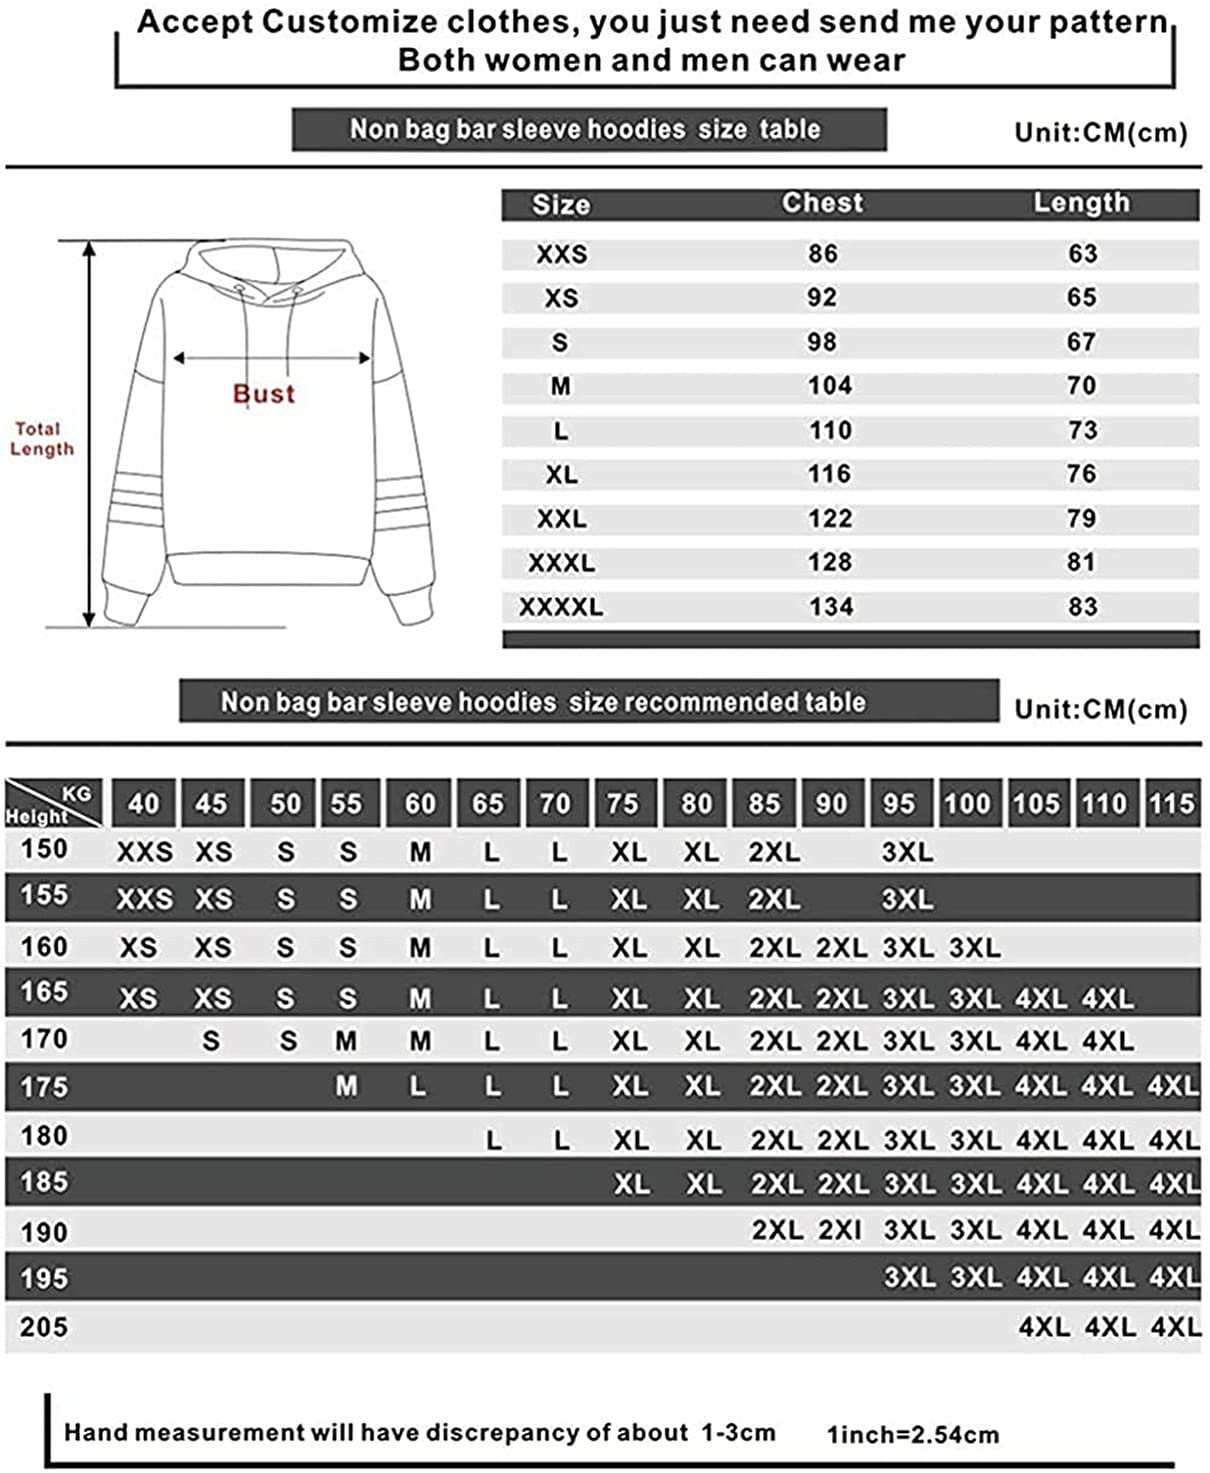 Accept Customize clothes, you just need send me your pattern,
Both women and men can wear
Non bag bar sleeve hoodies size table
Unit:CM(cm)
Size Chest Length
XXS 86 63
XS 92 65
S 98 67
M 104 70
L 110 73
XL 116 76
XXL 122 79
XXXL 128 81
XXXXL 134 83
Bust
Total
Length
Non bag bar sleeve hoodies size recommended table
Unit:CM(cm)
KG
Height 40 45 50 55 60 65 70 75 80 85 90 95 100 105 110 115
150 XXS XS S S M L L XL XL 2XL 3XL
155 XXS XS S S M L L XL XL 2XL 3XL
160 XS XS S S M L L XL XL 2XL 2XL 3XL 3XL
165 XS XS S S M L L XL XL 2XL 2XL 3XL 3XL 4XL 4XL
170 S S M M L L XL XL 2XL 2XL 3XL 3XL 4XL 4XL
175 M L L L XL XL 2XL 2XL 3XL 3XL 4XL 4XL 4XL
180 L L XL XL 2XL 2XL 3XL 3XL 4XL 4XL 4XL
185 XL XL 2XL 2XL 3XL 3XL 4XL 4XL 4XL
190 2XL 2XI 3XL 3XL 4XL 4XL 4XL
195 3XL 3XL 4XL 4XL 4XL
205 4XL 4XL 4XL
Hand measurement will have discrepancy of about 1-3cm 1inch=2.54cm